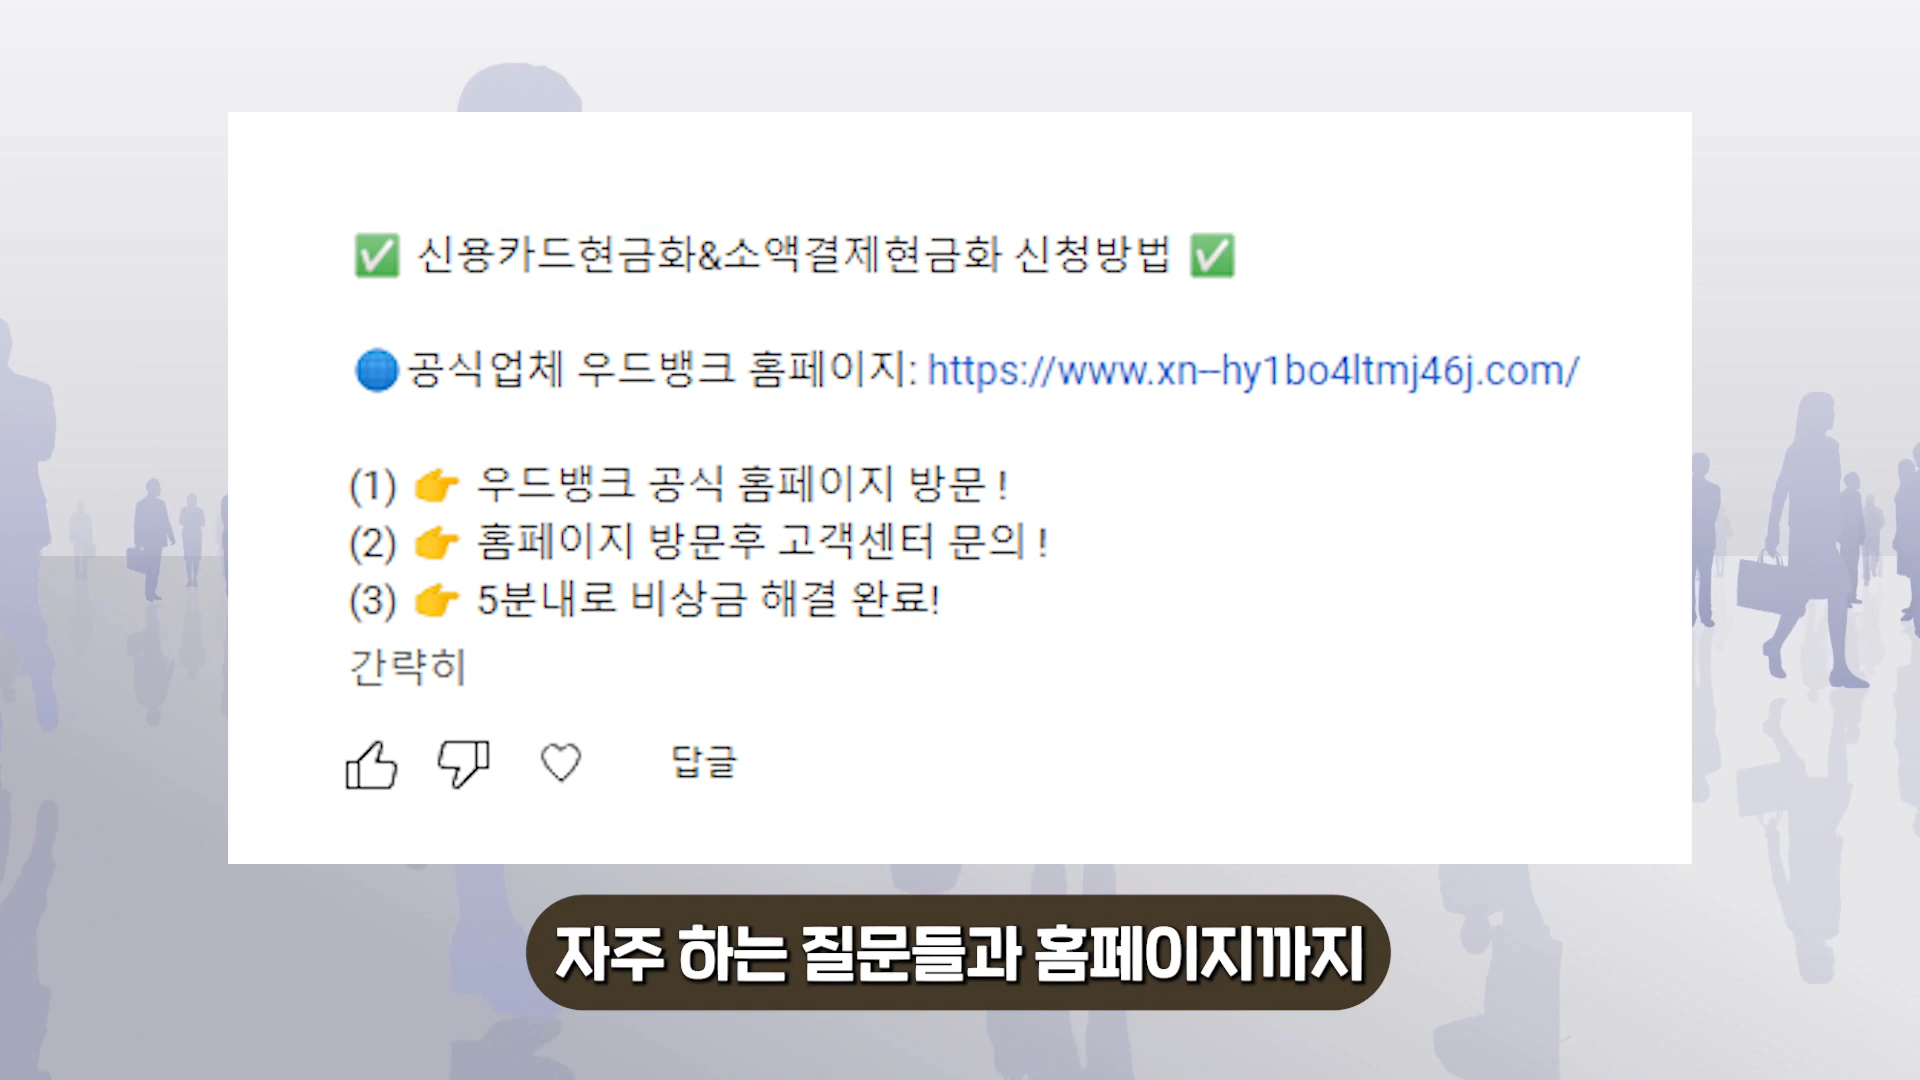 ✅ 신용카드현금화&소액결제현금화 신청방법 ✅
🔵공식업체 우드뱅크 홈페이지: https://www.xn--hy1bo4ltmj46j.com/
(1) 👉 우드뱅크 공식 홈페이지 방문 !
(2) 👉 홈페이지 방문후 고객센터 문의 !
(3) 👉 5분내로 비상금 해결 완료!
간략히
답글
자주 하는 질문들과 홈페이지까지